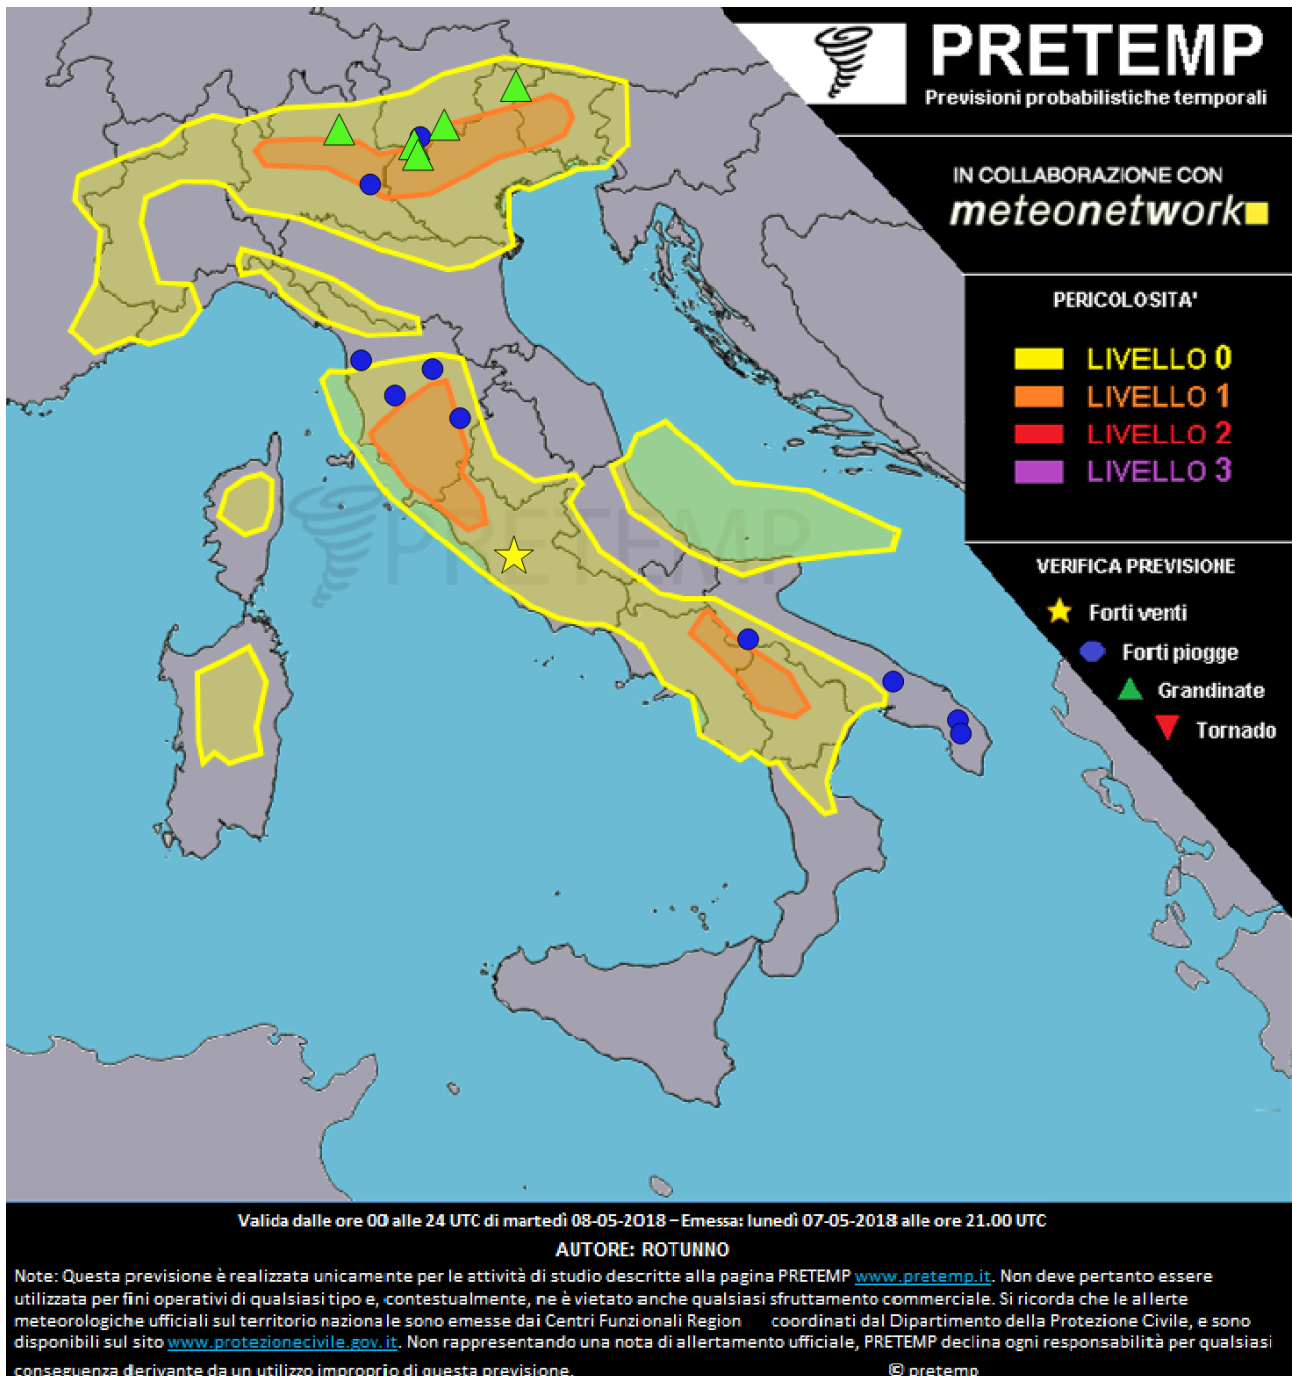 PRETEMP
Previsioni probabilistiche temporali
IN COLLABORAZIONE CON
meteonetwork
PERICOLOSITA'
LIVELLO 0
LIVELLO 1
LIVELLO 2
LIVELLO 3
PRETEMP
VERIFICA PREVISIONE
Forti venti
Forti piogge
Grandinate
Tornado
Valida dalle ore 00 alle 24 UTC di martedì 08-05-2018 – Emessa: lunedì 07-05-2018 alle ore 21.00 UTC
AUTORE: ROTUNNO
Note: Questa previsione è realizzata unicamente per le attività di studio descritte alla pagina PRETEMP www.pretemp.it. Non deve pertanto essere
utilizzata per fini operativi di qualsiasi tipo e, contestualmente, ne è vietato anche qualsiasi sfruttamento commerciale. Si ricorda che le allerte
meteorologiche ufficiali sul territorio nazionale sono emesse dai Centri Funzionali Region coordinati dal Dipartimento della Protezione Civile, e sono
disponibili sul sito www.protezionecivile.gov.it. Non rappresentando una nota di allertamento ufficiale, PRETEMP declina ogni responsabilità per qualsiasi
conseguenza derivante da un utilizzo improprio di questa previsione. © pretemp